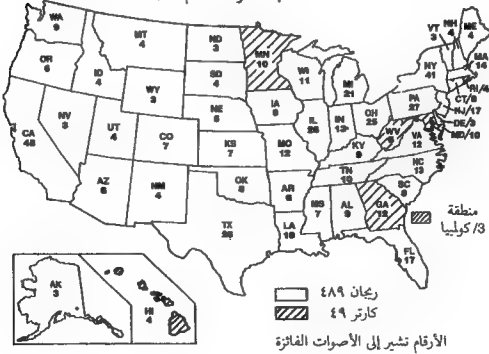 WA
9
OR
6
CA
45
NV
3
ID
4
MT
4
WY
3
UT
4
AZ
6
CO
7
NM
4
ND
3
SD
4
NE
5
KS
7
OK
8
TX
26
MN
10
IA
8
MO
12
AR
6
LA
10
WI
11
IL
26
MI
21
IN
13
OH
25
KY
9
TN
10
MS
7
AL
9
GA
12
FL
17
SC
8
NC
13
VA
12
WV
6
PA
27
NY
41
VT
3
NH
4
ME
4
MA
14
RI/4
CT/8
NJ/17
DE/3
MD/10
AK
3
HI
4
منطقة
3/ كولمبيا
ريجان ٤٨٩
كارتر ٤٩
الأرقام تشير إلى الأصوات الفائزة